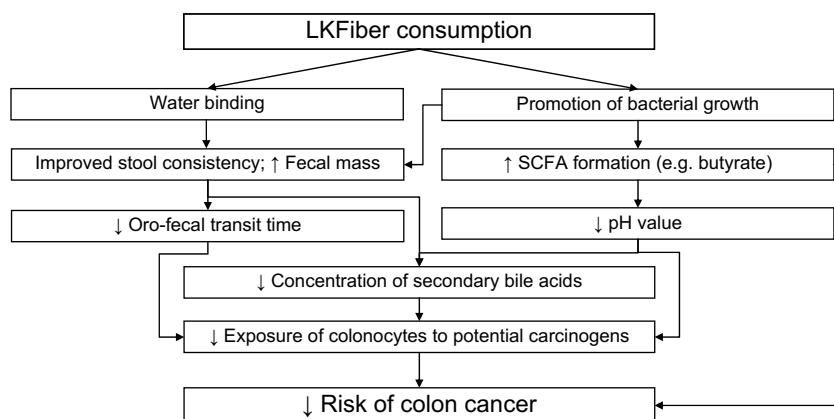 LKFiber consumption
Water binding
Promotion of bacterial growth
Improved stool consistency; ↑ Fecal mass
↑ SCFA formation (e.g. butyrate)
↓ Oro-fecal transit time
↓ pH value
↓ Concentration of secondary bile acids
↓ Exposure of colonocytes to potential carcinogens
↓ Risk of colon cancer